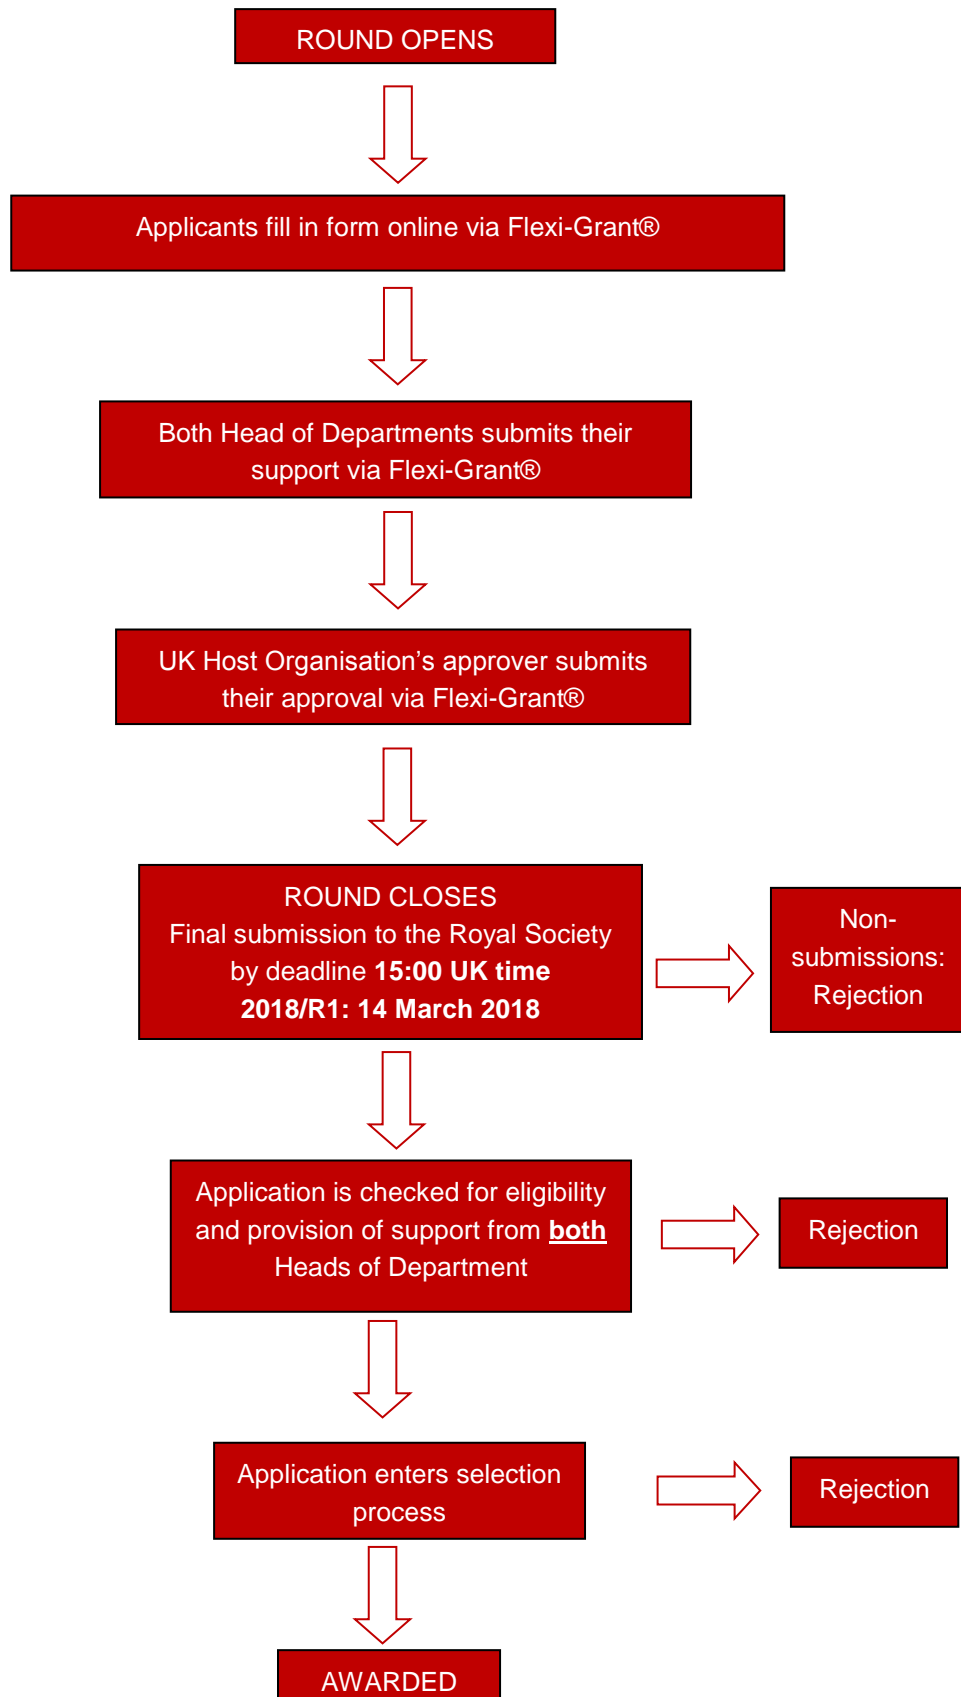 ROUND OPENS
Applicants fill in form online via Flexi-Grant®
Both Head of Departments submits their
support via Flexi-Grant®
UK Host Organisation’s approver submits
their approval via Flexi-Grant®
ROUND CLOSES
Final submission to the Royal Society
by deadline 15:00 UK time
2018/R1: 14 March 2018
Non-
submissions:
Rejection
Application is checked for eligibility
and provision of support from both
Heads of Department
Rejection
Application enters selection
process
Rejection
AWARDED